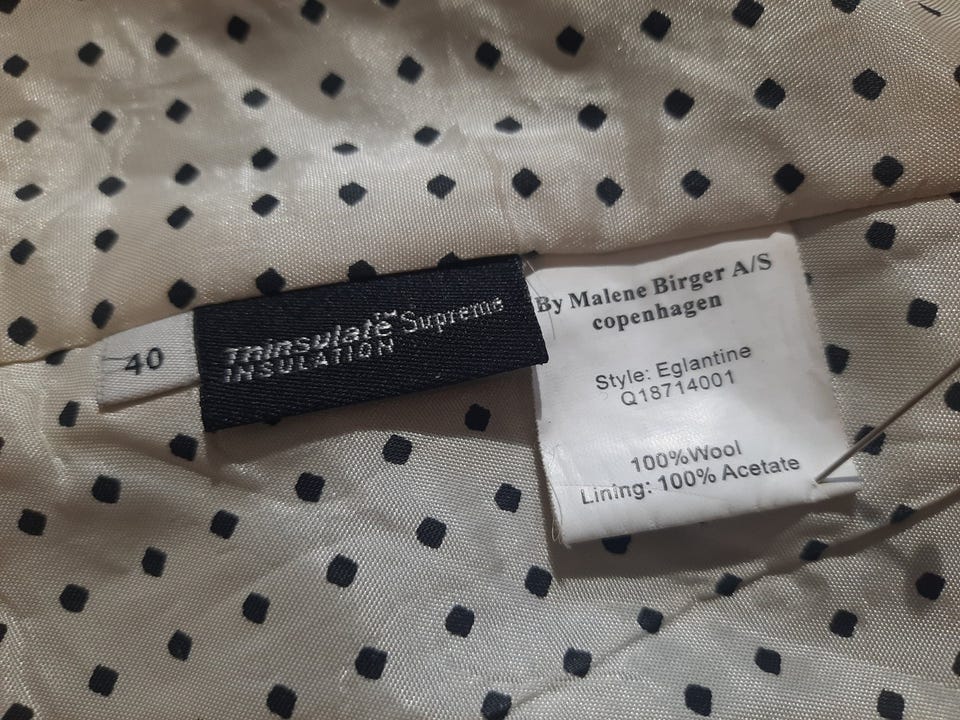 40
Thinsulate™ Supreme
INSULATION
By Malene Birger A/S
copenhagen
Style: Eglantine
Q18714001
100%Wool
Lining: 100% Acetate